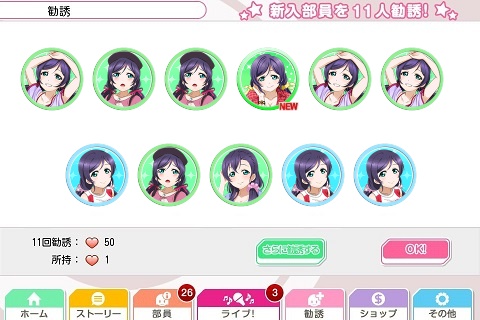 勧誘
新入部員を11人勧誘!
NEW
11回勧誘： 50
所持： 1
さらに勧誘する
OK!
26
3
ホーム
ストーリー
部員
ライブ!
勧誘
ショップ
その他